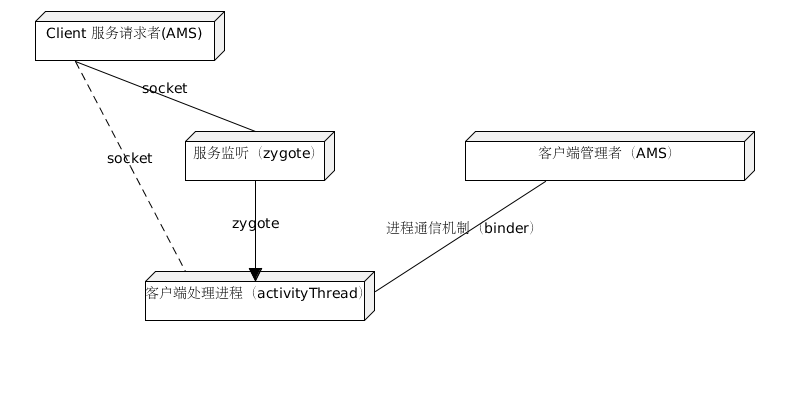 Client 服务请求者(AMS)
socket
服务监听（zygote）
客户端管理者（AMS）
socket
zygote
进程通信机制（binder）
客户端处理进程（activityThread）